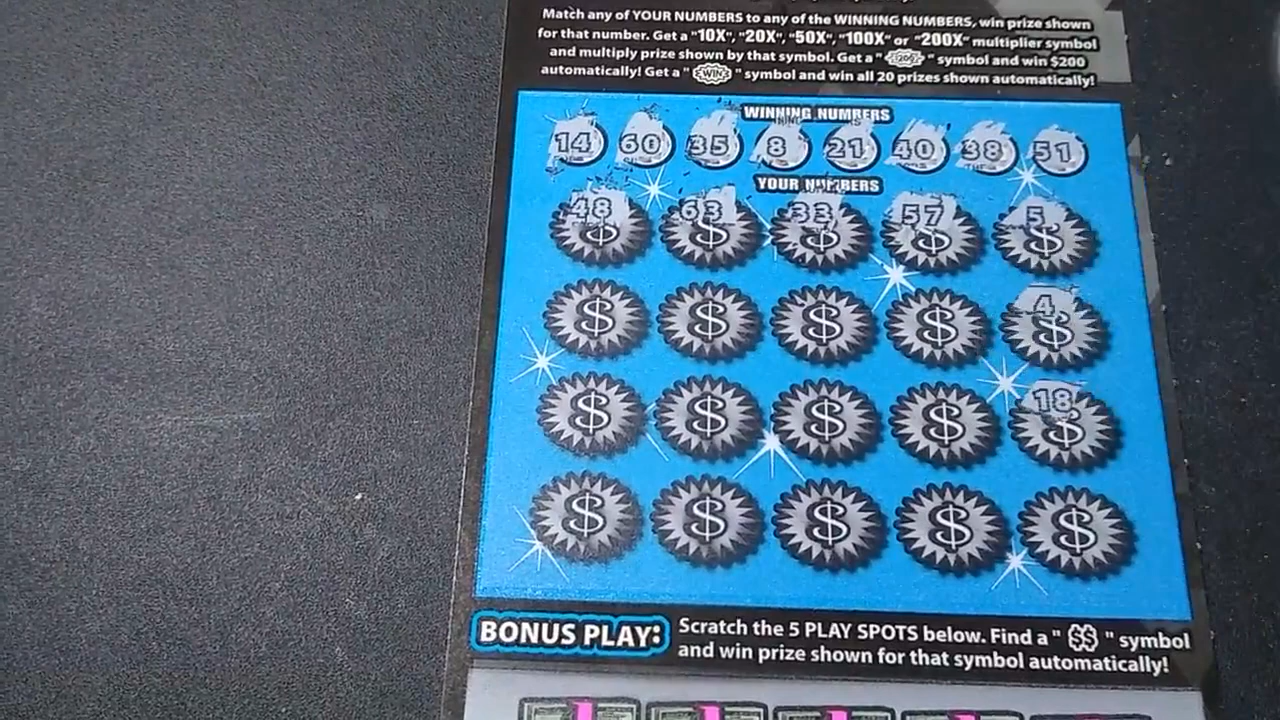 Match any of YOUR NUMBERS to any of the WINNING NUMBERS, win prize shown
for that number. Get a "10X", "20X", "50X", "100X" or "200X" multiplier symbol
and multiply prize shown by that symbol. Get a " " symbol and win $200
automatically! Get a " WIN " symbol and win all 20 prizes shown automatically!
WINNING NUMBERS
14 60 35 8 21 40 38 51
YOUR NUMBERS
48 63 33 57 5
$ $ $ $ $
4
$ $ $ $ $
18
$ $ $ $ $
$ $ $ $ $
BONUS PLAY: Scratch the 5 PLAY SPOTS below. Find a " $$ " symbol
and win prize shown for that symbol automatically!